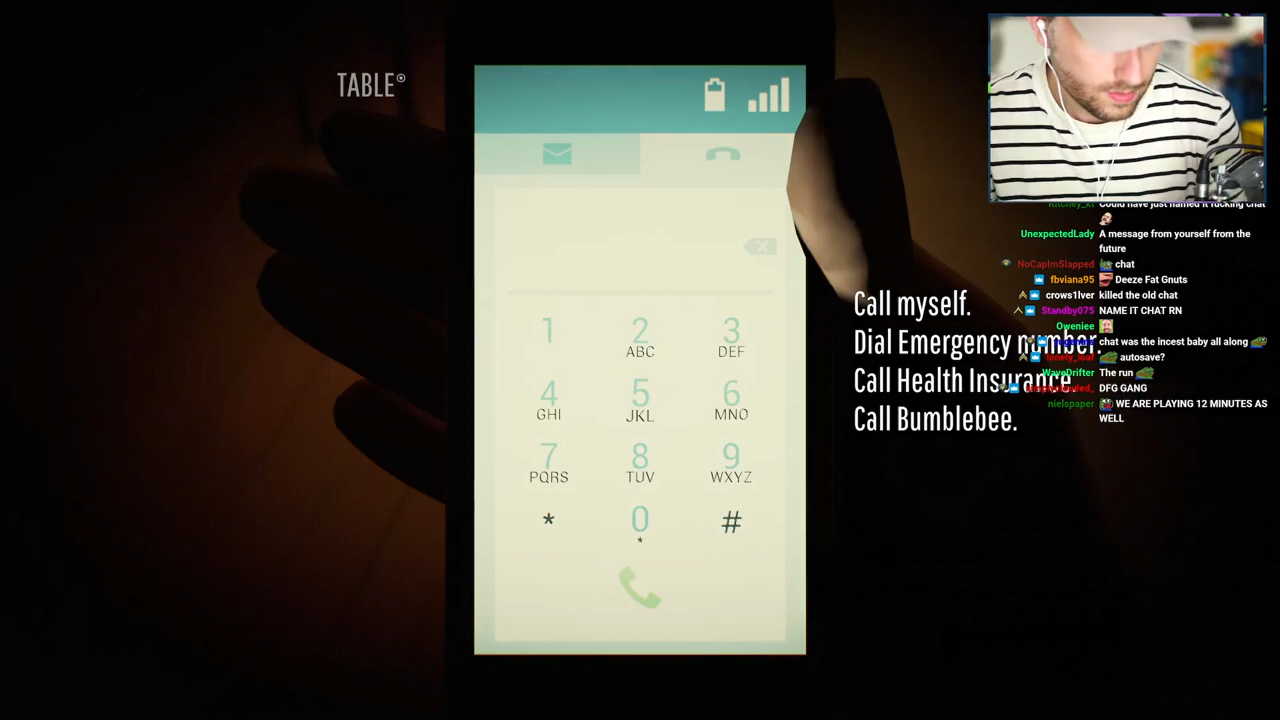 TABLE®
1
2
3
ABC
DEF
4
5
6
GHI
JKL
MNO
7
8
9
PQRS
TUV
WXYZ
*
0
#
*
Call myself.
Dial Emergency number.
Call Health Insurance.
Call Bumblebee.
Could have just named it fucking chat
UnexpectedLady A message from yourself from the
future
NoCapImSlapped chat
fbviana95 Deeze Fat Gnuts
crows1lver killed the old chat
Standby075 NAME IT CHAT RN
Oweniee
chat was the incest baby all along
lonely_loaf autosave?
WaveDrifter The run
DFG GANG
nielspaper WE ARE PLAYING 12 MINUTES AS
WELL